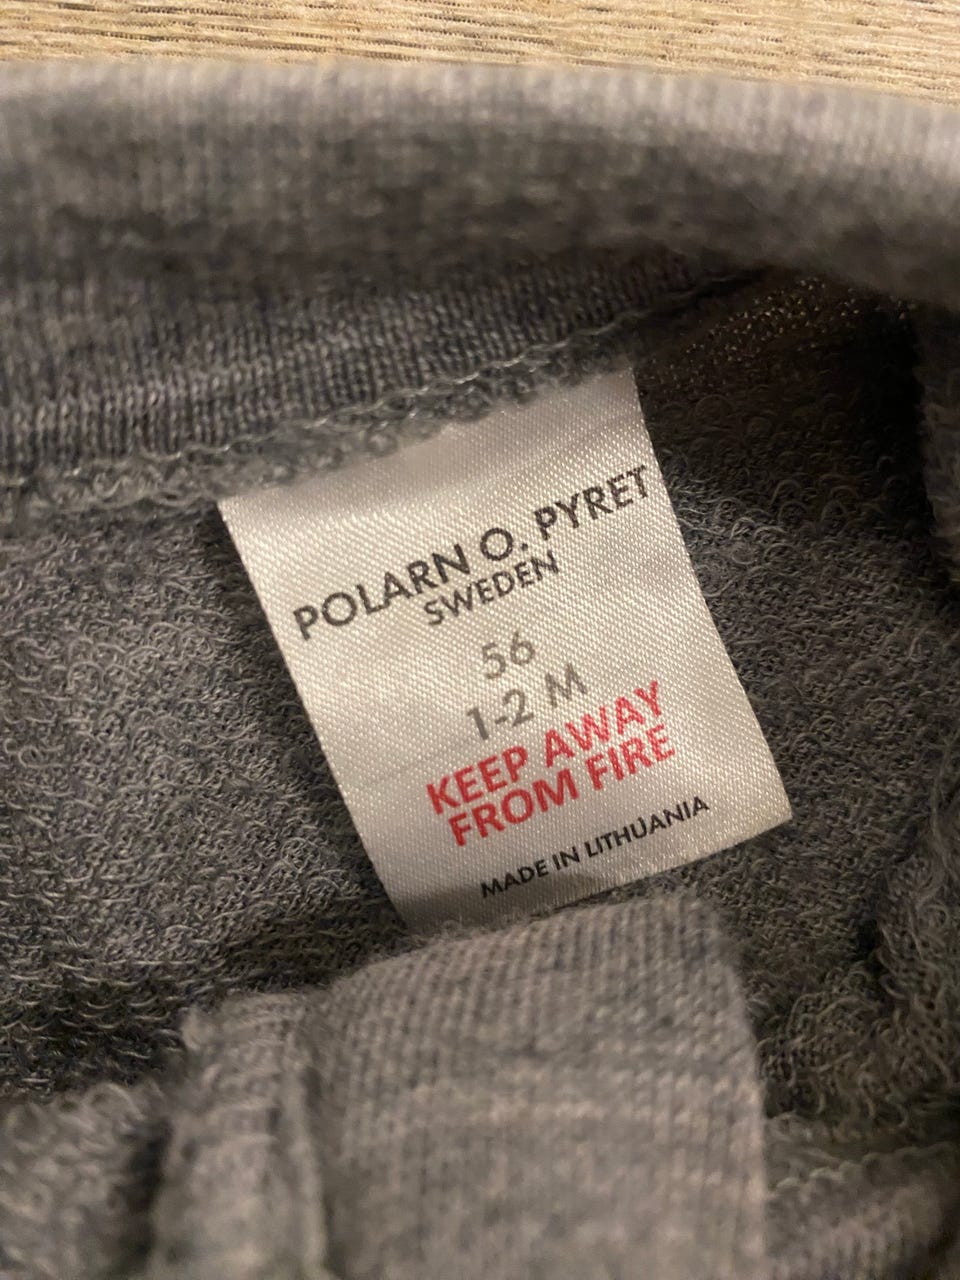 POLARN O. PYRET
SWEDEN
56
1-2 M
KEEP AWAY
FROM FIRE
MADE IN LITHUANIA